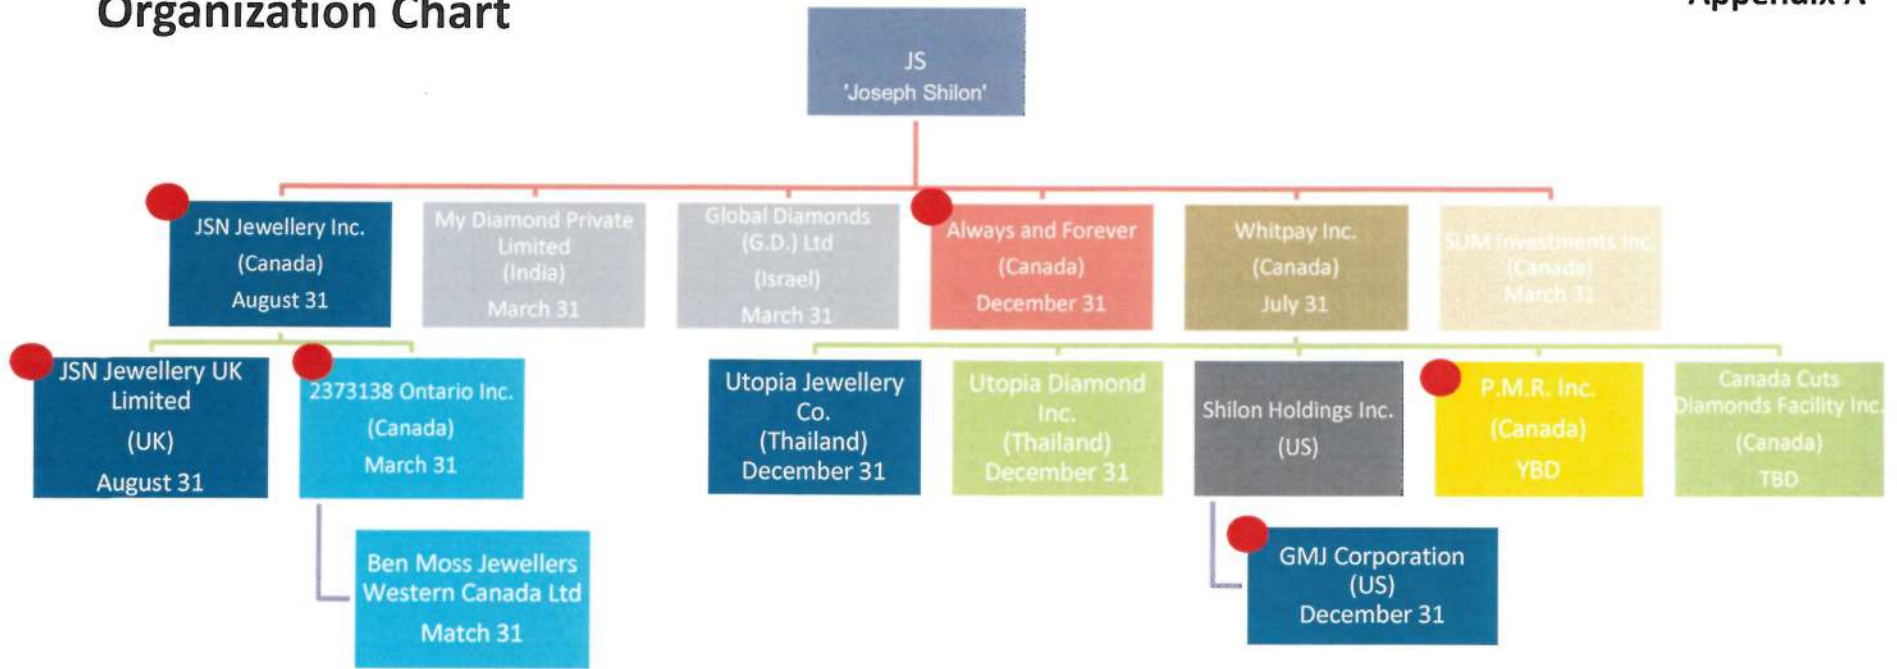 Organization Chart
Appendix A
JS
'Joseph Shilon'
JSN Jewellery Inc.
(Canada)
August 31
My Diamond Private
Limited
(India)
March 31
Global Diamonds
(G.D.) Ltd
(Israel)
March 31
Always and Forever
(Canada)
December 31
Whitpay Inc.
(Canada)
July 31
SUM Investments Inc.
(Canada)
March 31
JSN Jewellery UK
Limited
(UK)
August 31
2373138 Ontario Inc.
(Canada)
March 31
Utopia Jewellery
Co.
(Thailand)
December 31
Utopia Diamond
Inc.
(Thailand)
December 31
Shilon Holdings Inc.
(US)
P.M.R. Inc.
(Canada)
YBD
Canada Cuts
Diamonds Facility Inc.
(Canada)
TBD
Ben Moss Jewellers
Western Canada Ltd
Match 31
GMJ Corporation
(US)
December 31